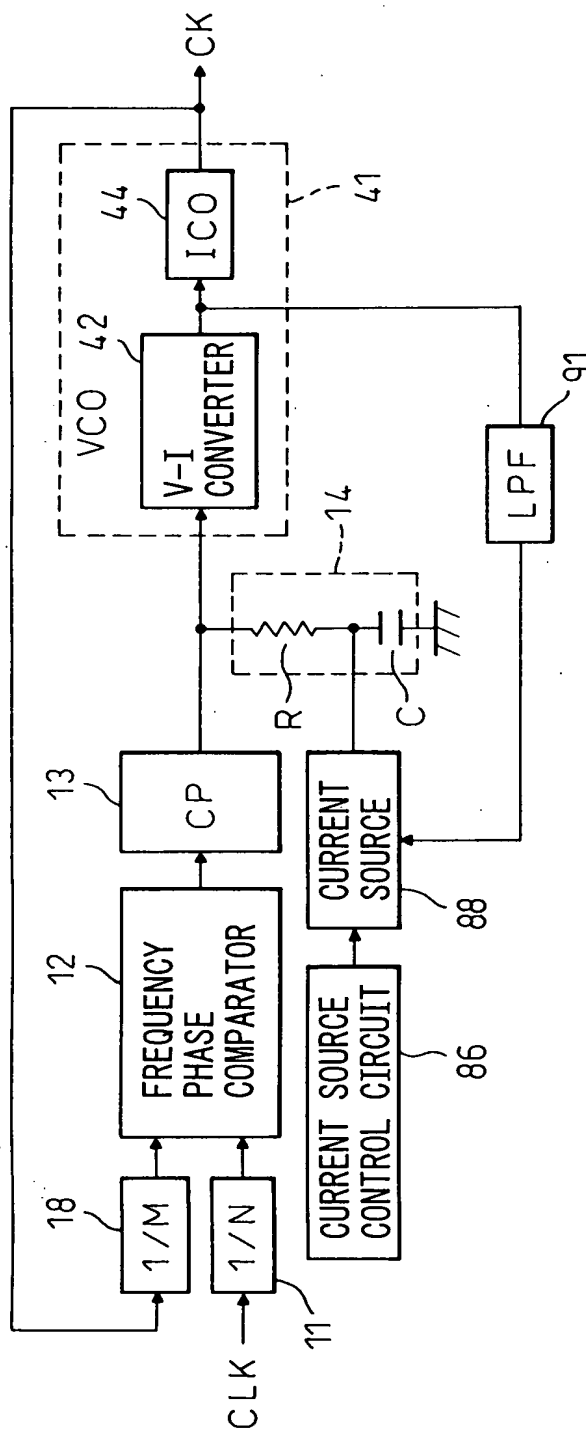 CLK
11
1/N
18
1/M
12
FREQUENCY
PHASE
COMPARATOR
13
CP
14
R
C
VCO
42
V-I
CONVERTER
44
ICO
41
CK
86
CURRENT SOURCE
CONTROL CIRCUIT
88
CURRENT
SOURCE
91
LPF